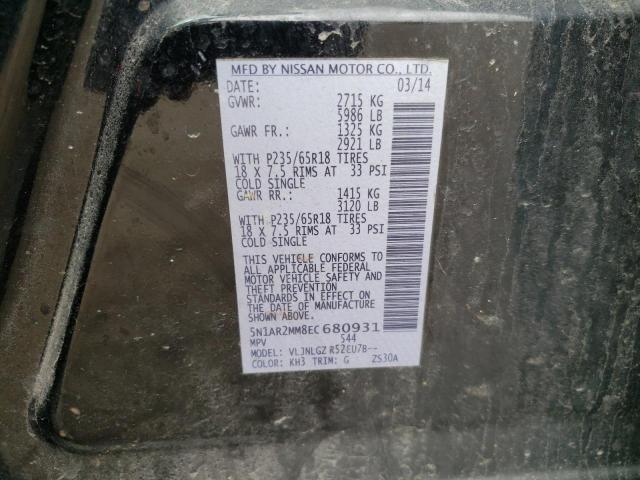 MFD BY NISSAN MOTOR CO., LTD.
DATE: 03/14
GVWR: 2715 KG
5986 LB
GAWR FR.: 1325 KG
2921 LB
WITH P235/65R18 TIRES
18 X 7.5 RIMS AT 33 PSI
COLD SINGLE
GAWR RR.: 1415 KG
3120 LB
WITH P235/65R18 TIRES
18 X 7.5 RIMS AT 33 PSI
COLD SINGLE
THIS VEHICLE CONFORMS TO
ALL APPLICABLE FEDERAL
MOTOR VEHICLE SAFETY AND
THEFT PREVENTION
STANDARDS IN EFFECT ON
THE DATE OF MANUFACTURE
SHOWN ABOVE.
5N1AR2MM8EC 680931
MPV 544
MODEL: VLJNLGZ R52EU7B--
COLOR: KH3 TRIM: G ZS30A